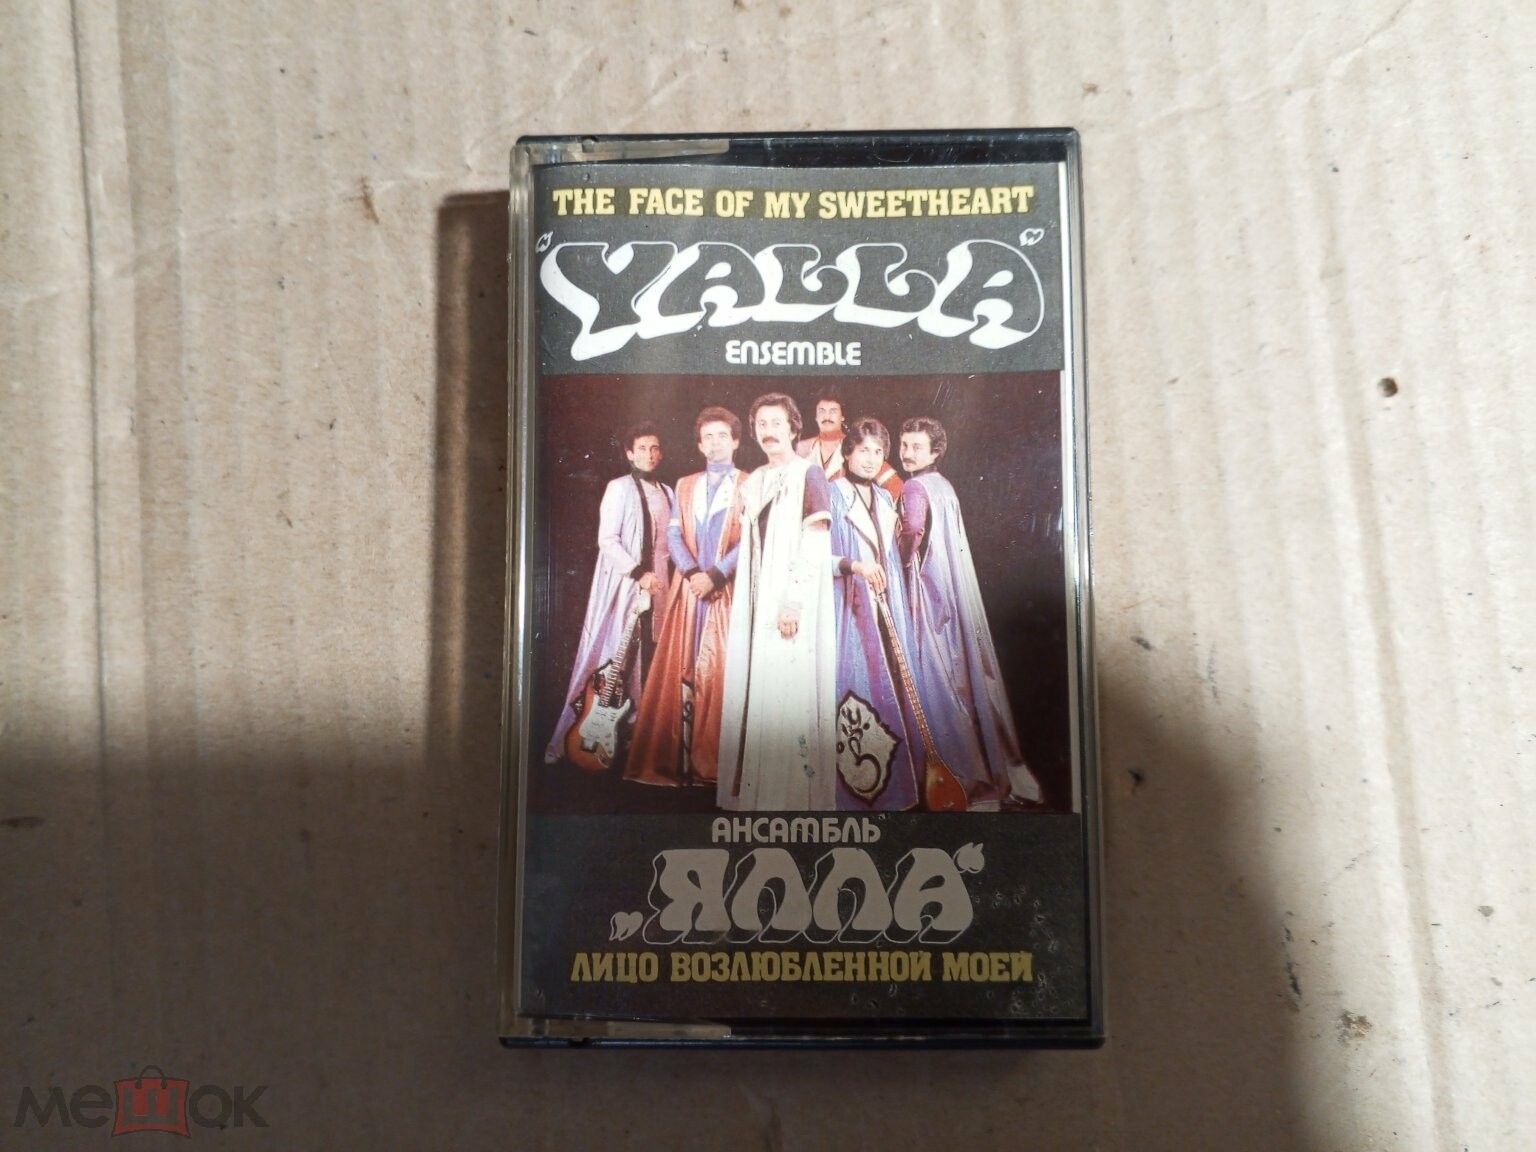 THE FACE OF MY SWEETHEART
"YALLA"
ENSEMBLE
АНСАМБЛЬ
„ЯЛЛА“
ЛИЦО ВОЗЛЮБЛЕННОЙ МОЕЙ
мешок